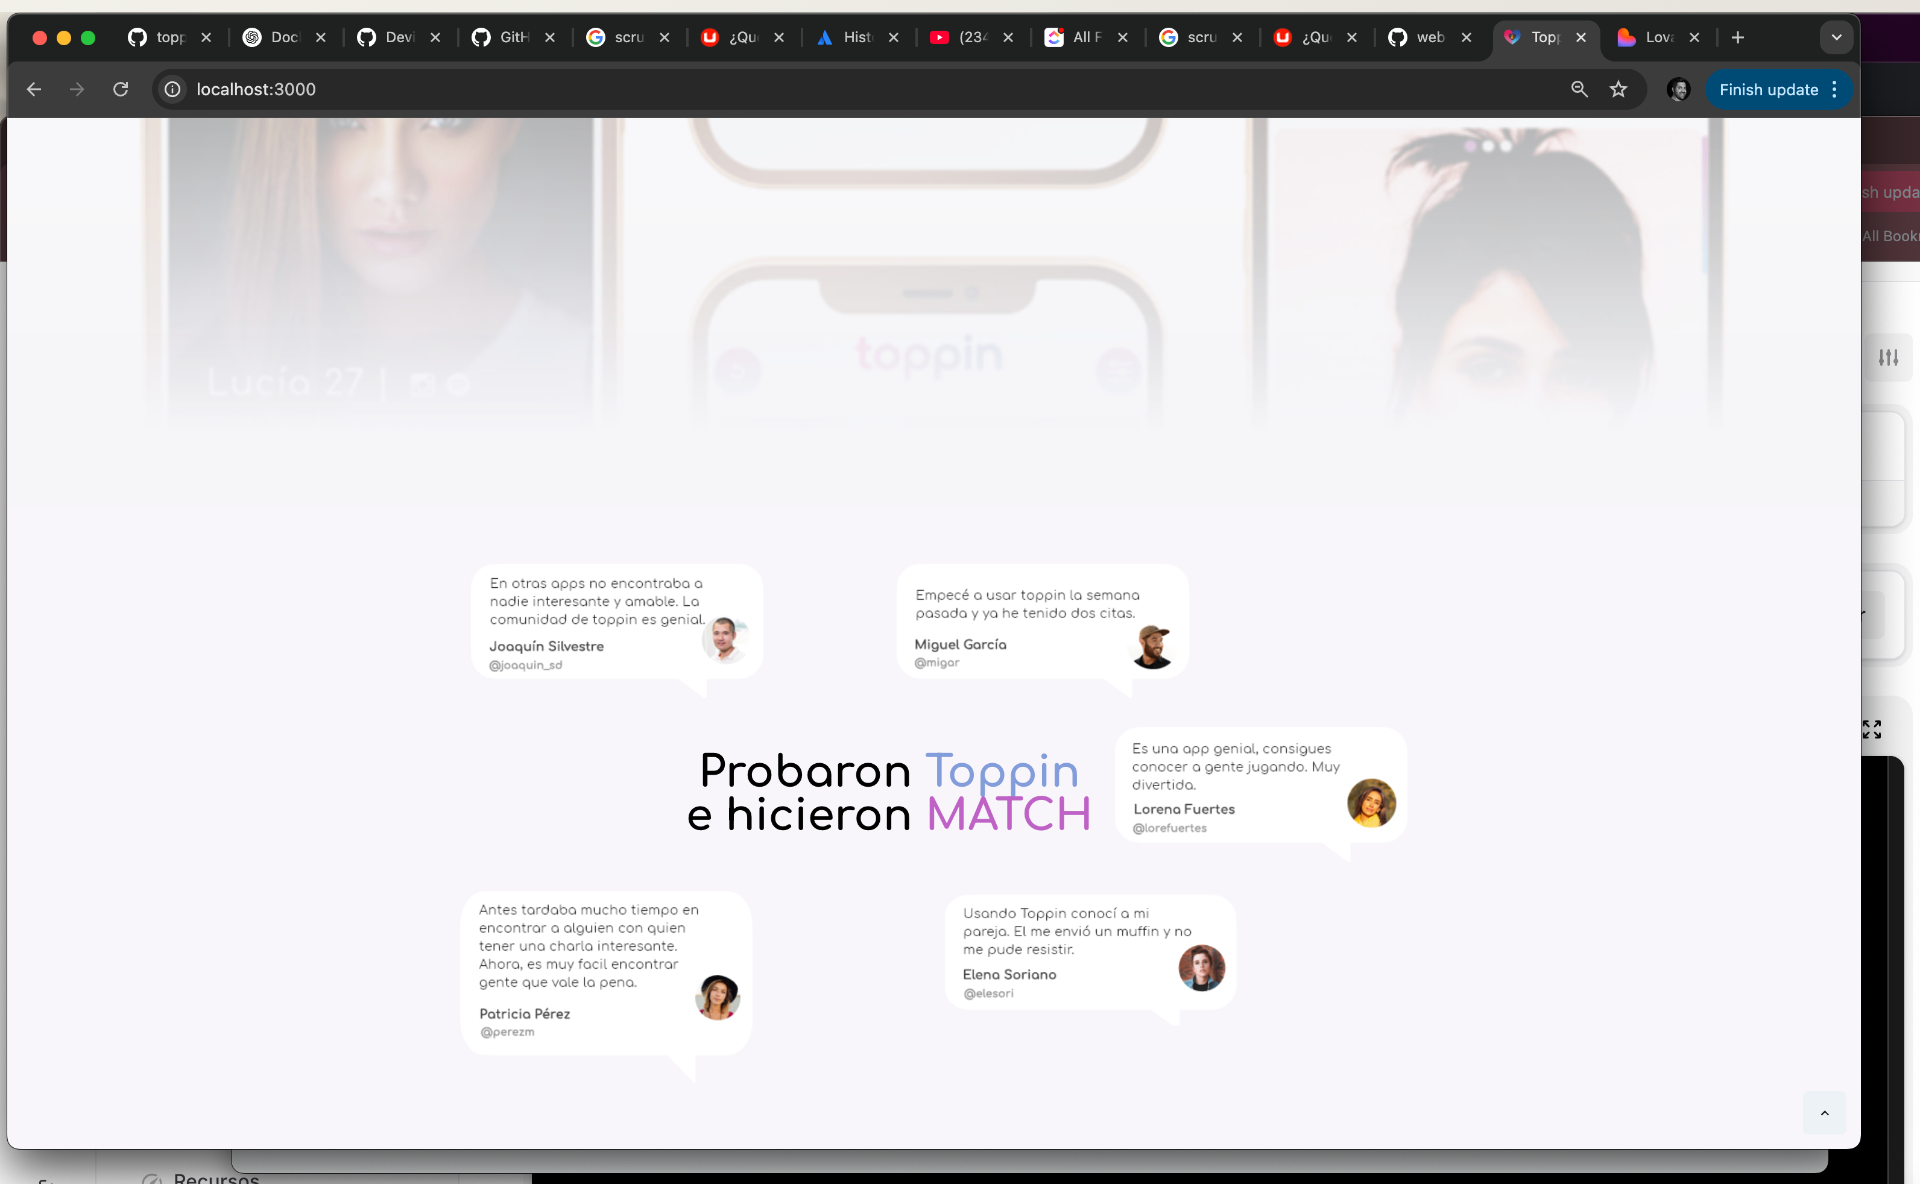 topp
Doc
Devi
GitH
scru
¿Qu
Hist
(234
All F
scru
¿Qu
web
Topp
Lova
localhost:3000
Finish update
sh upda
All Book
toppin
Lucía 27 |
En otras apps no encontraba a
nadie interesante y amable. La
comunidad de toppin es genial.
Joaquín Silvestre
@joaquin_sd
Empecé a usar toppin la semana
pasada y ya he tenido dos citas.
Miguel García
@migar
Probaron Toppin
e hicieron MATCH
Es una app genial, consigues
conocer a gente jugando. Muy
divertida.
Lorena Fuertes
@lorefuertes
Antes tardaba mucho tiempo en
encontrar a alguien con quien
tener una charla interesante.
Ahora, es muy facil encontrar
gente que vale la pena.
Patricia Pérez
@perezm
Usando Toppin conocí a mi
pareja. El me envió un muffin y no
me pude resistir.
Elena Soriano
@elesori
Recursos